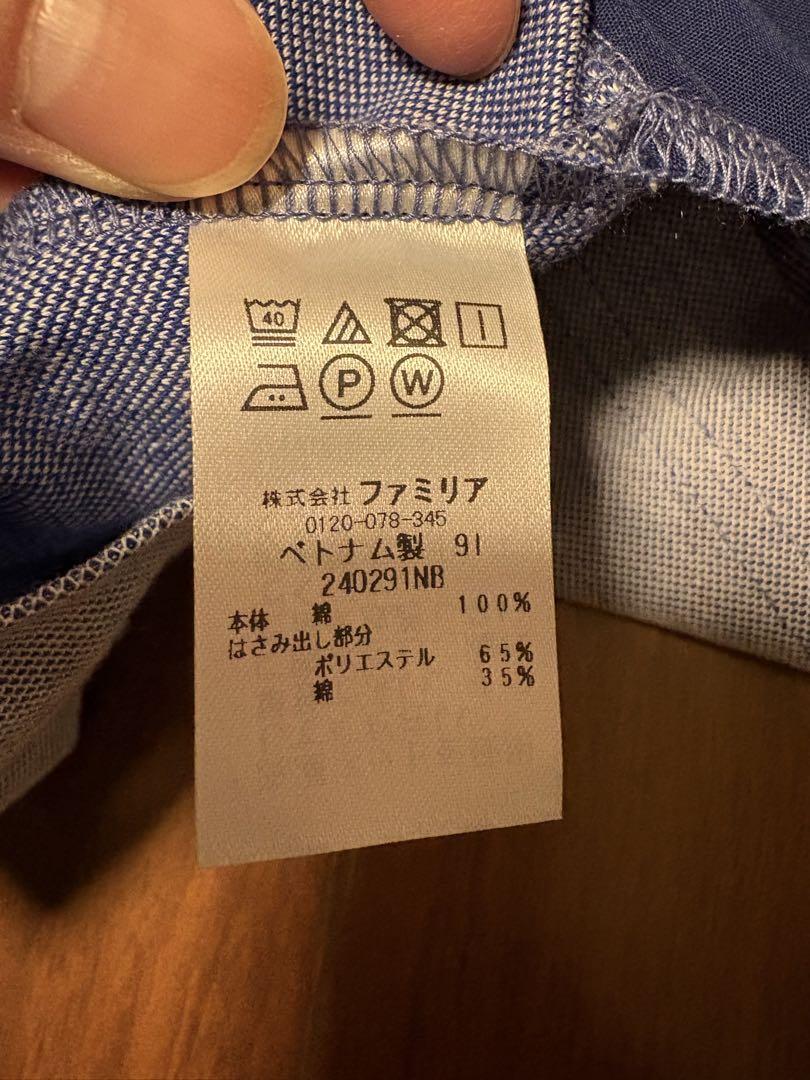 40
P W
株式会社 ファミリア
0120-078-345
ベトナム製 91
240291NB
本体 綿 100%
はさみ出し部分
ポリエステル 65%
綿 35%